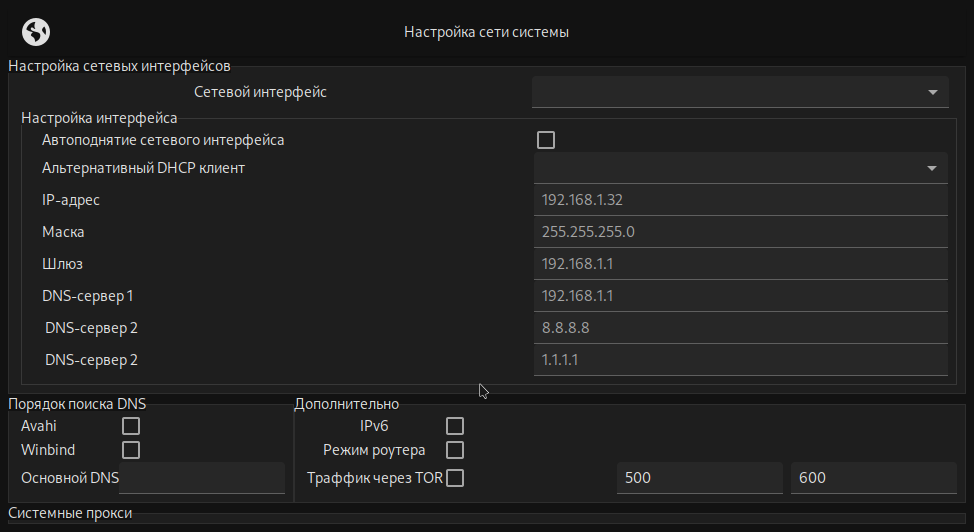 Настройка сети системы
Настройка сетевых интерфейсов
Сетевой интерфейс
Настройка интерфейса
Автоподнятие сетевого интерфейса
Альтернативный DHCP клиент
IP-адрес 192.168.1.32
Маска 255.255.255.0
Шлюз 192.168.1.1
DNS-сервер 1 192.168.1.1
DNS-сервер 2 8.8.8.8
DNS-сервер 2 1.1.1.1
Порядок поиска DNS
Avahi
Winbind
Основной DNS
Дополнительно
IPv6
Режим роутера
Траффик через TOR 500 600
Системные прокси